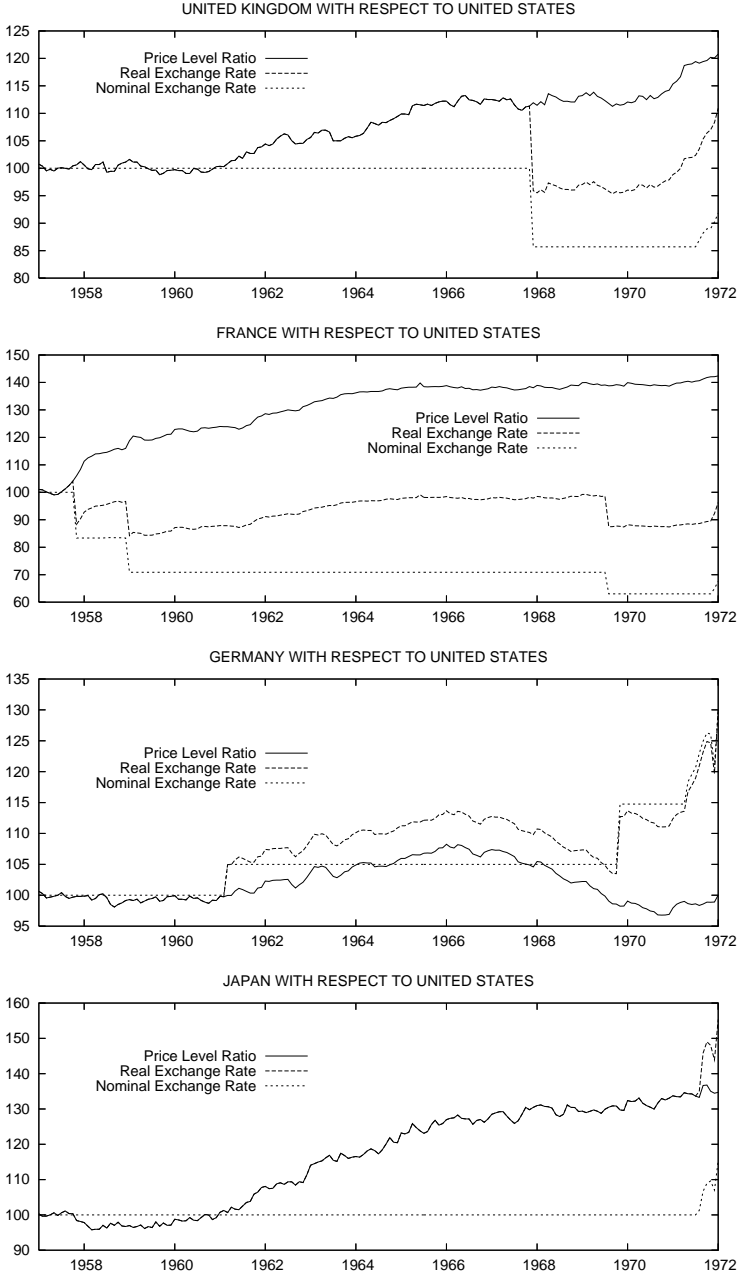 UNITED KINGDOM WITH RESPECT TO UNITED STATES
125
120
115
110
105
100
95
90
85
80
Price Level Ratio
Real Exchange Rate
Nominal Exchange Rate
1958 1960 1962 1964 1966 1968 1970 1972
FRANCE WITH RESPECT TO UNITED STATES
150
140
130
120
110
100
90
80
70
60
Price Level Ratio
Real Exchange Rate
Nominal Exchange Rate
1958 1960 1962 1964 1966 1968 1970 1972
GERMANY WITH RESPECT TO UNITED STATES
135
130
125
120
115
110
105
100
95
Price Level Ratio
Real Exchange Rate
Nominal Exchange Rate
1958 1960 1962 1964 1966 1968 1970 1972
JAPAN WITH RESPECT TO UNITED STATES
160
150
140
130
120
110
100
90
Price Level Ratio
Real Exchange Rate
Nominal Exchange Rate
1958 1960 1962 1964 1966 1968 1970 1972